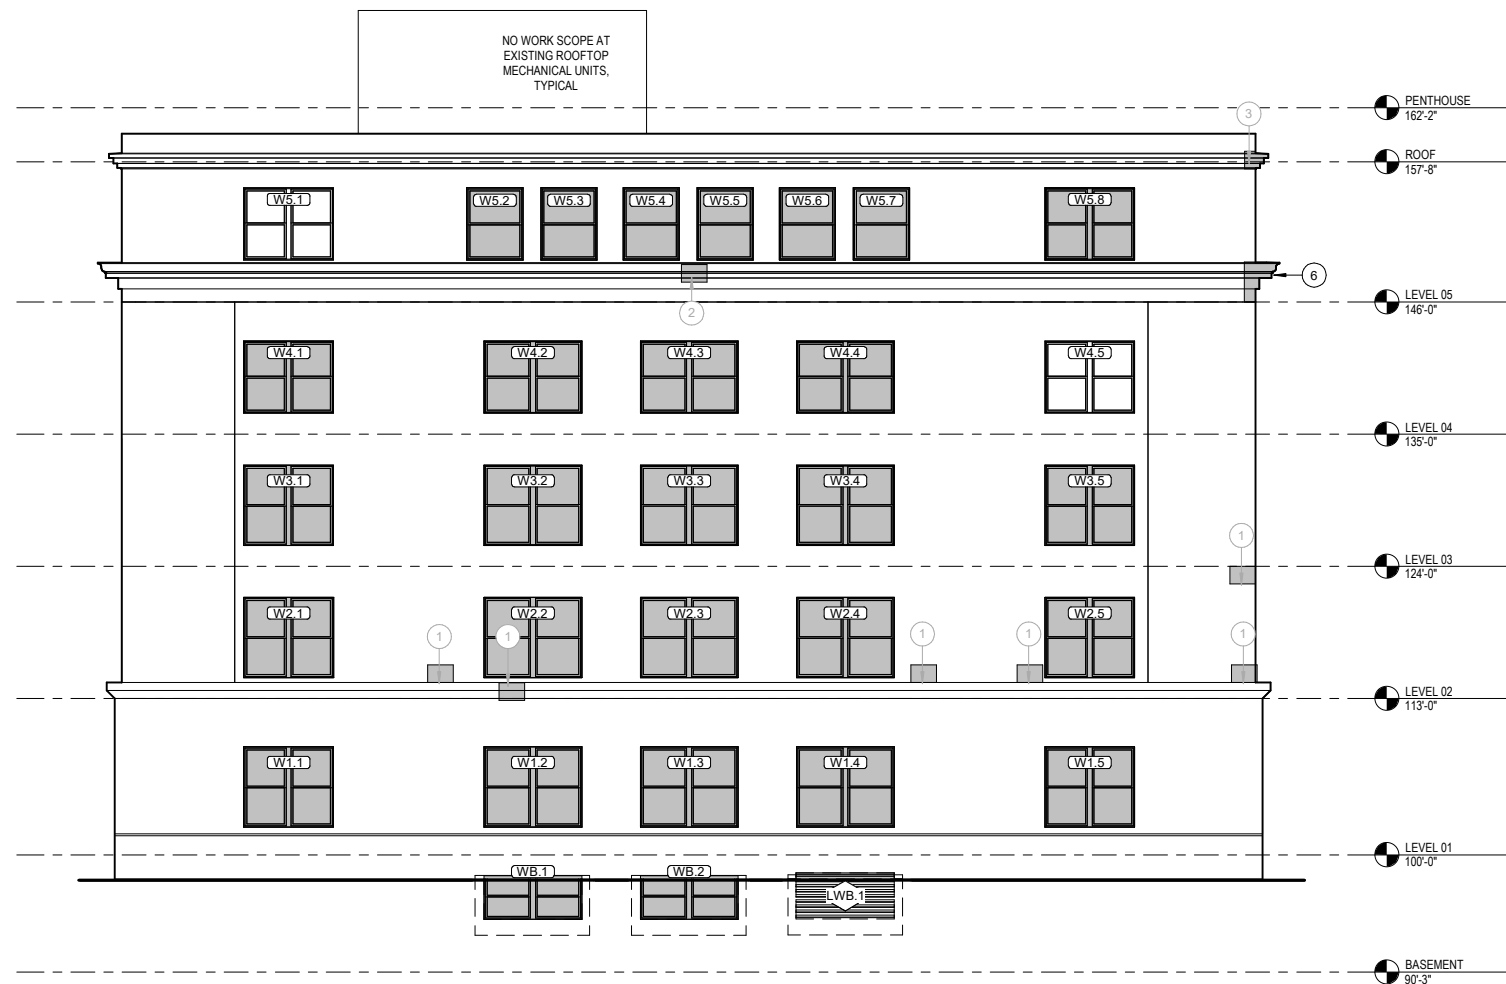 NO WORK SCOPE AT
EXISTING ROOFTOP
MECHANICAL UNITS,
TYPICAL
PENTHOUSE
162'-2"
3
ROOF
157'-8"
W5.1
W5.2
W5.3
W5.4
W5.5
W5.6
W5.7
W5.8
6
2
LEVEL 05
146'-0"
W4.1
W4.2
W4.3
W4.4
W4.5
LEVEL 04
135'-0"
W3.1
W3.2
W3.3
W3.4
W3.5
1
LEVEL 03
124'-0"
W2.1
W2.2
W2.3
W2.4
W2.5
1
1
1
1
1
LEVEL 02
113'-0"
W1.1
W1.2
W1.3
W1.4
W1.5
LEVEL 01
100'-0"
WB.1
WB.2
LWB.1
BASEMENT
90'-3"